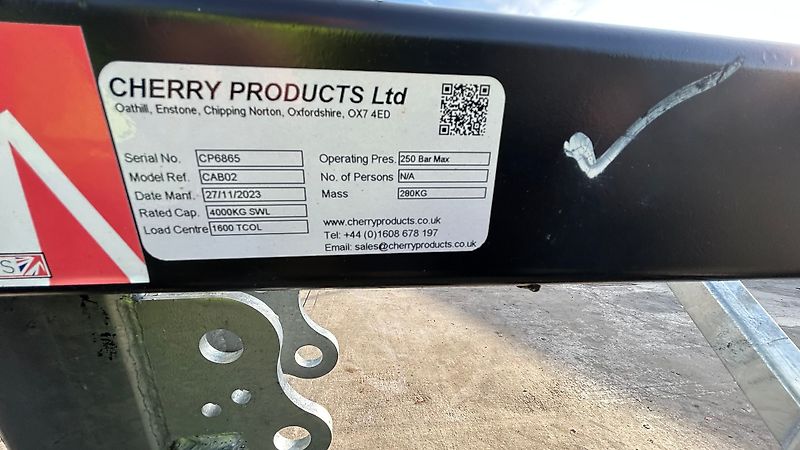 CHERRY PRODUCTS Ltd
Oathill, Enstone, Chipping Norton, Oxfordshire, OX7 4ED
Serial No. CP6865
Model Ref. CAB02
Date Manf. 27/11/2023
Rated Cap. 4000KG SWL
Load Centre 1600 TCOL
Operating Pres. 250 Bar Max
No. of Persons N/A
Mass 280KG
www.cherryproducts.co.uk
Tel: +44 (0)1608 678 197
Email: sales@cherryproducts.co.uk